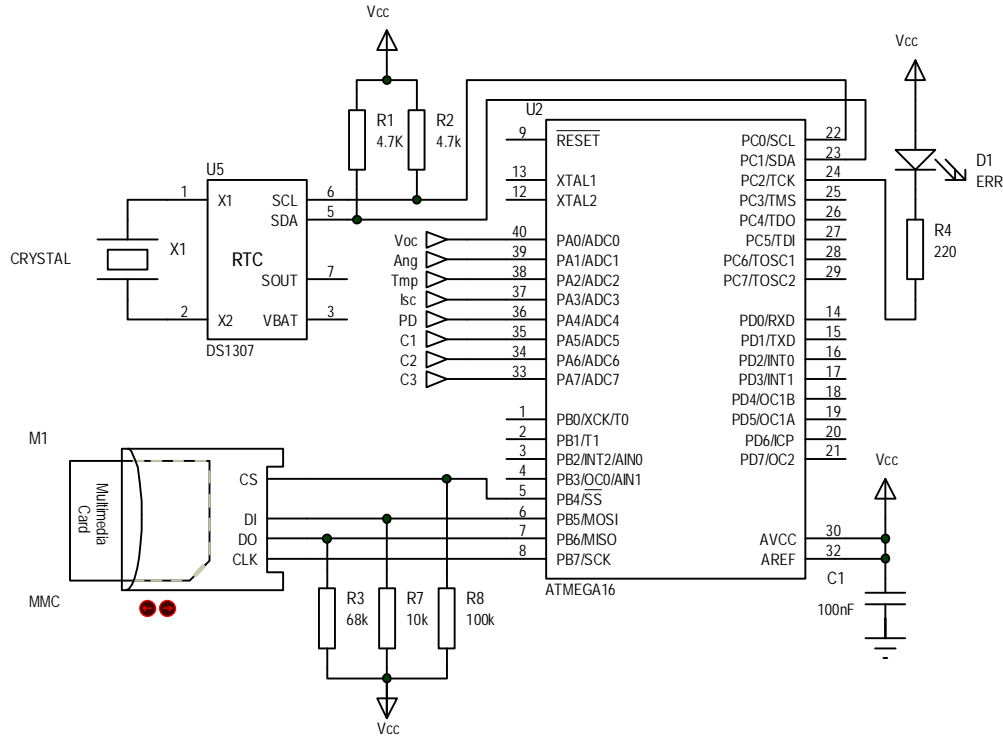 Vcc
Vcc
U2
R1
4.7K
R2
4.7k
D1
ERR
R4
220
U5
1
X1
SCL
6
SDA
5
RTC
SOUT
7
2
X2
VBAT
3
DS1307
CRYSTAL
X1
9
RESET
13
XTAL1
12
XTAL2
Voc
40
PA0/ADC0
Ang
39
PA1/ADC1
Tmp
38
PA2/ADC2
Isc
37
PA3/ADC3
PD
36
PA4/ADC4
C1
35
PA5/ADC5
C2
34
PA6/ADC6
C3
33
PA7/ADC7
1
PB0/XCK/T0
2
PB1/T1
3
PB2/INT2/AIN0
4
PB3/OC0/AIN1
5
PB4/SS
6
PB5/MOSI
7
PB6/MISO
8
PB7/SCK
PC0/SCL
22
PC1/SDA
23
PC2/TCK
24
PC3/TMS
25
PC4/TDO
26
PC5/TDI
27
PC6/TOSC1
28
PC7/TOSC2
29
PD0/RXD
14
PD1/TXD
15
PD2/INT0
16
PD3/INT1
17
PD4/OC1B
18
PD5/OC1A
19
PD6/ICP
20
PD7/OC2
21
AVCC
30
AREF
32
ATMEGA16
Vcc
C1
100nF
M1
Multimedia
Card
CS
DI
DO
CLK
MMC
R3
68k
R7
10k
R8
100k
Vcc